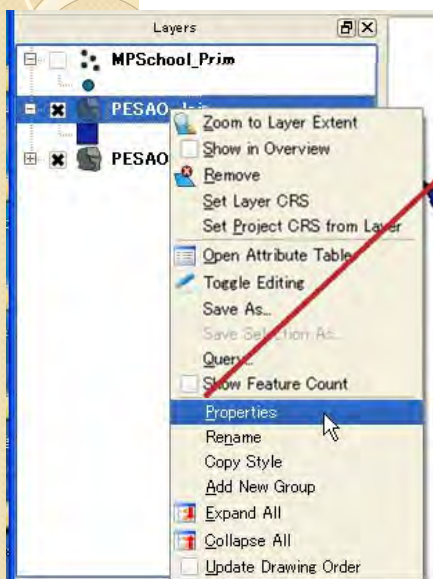 Layers
MPSchool_Prim
PESAO
PESAO
Zoom to Layer Extent
Show in Overview
Remove
Set Layer CRS
Set Project CRS from Layer
Open Attribute Table
Toggle Editing
Save As...
Save Selection As...
Query...
Show Feature Count
Properties
Rename
Copy Style
Add New Group
Expand All
Collapse All
Update Drawing Order